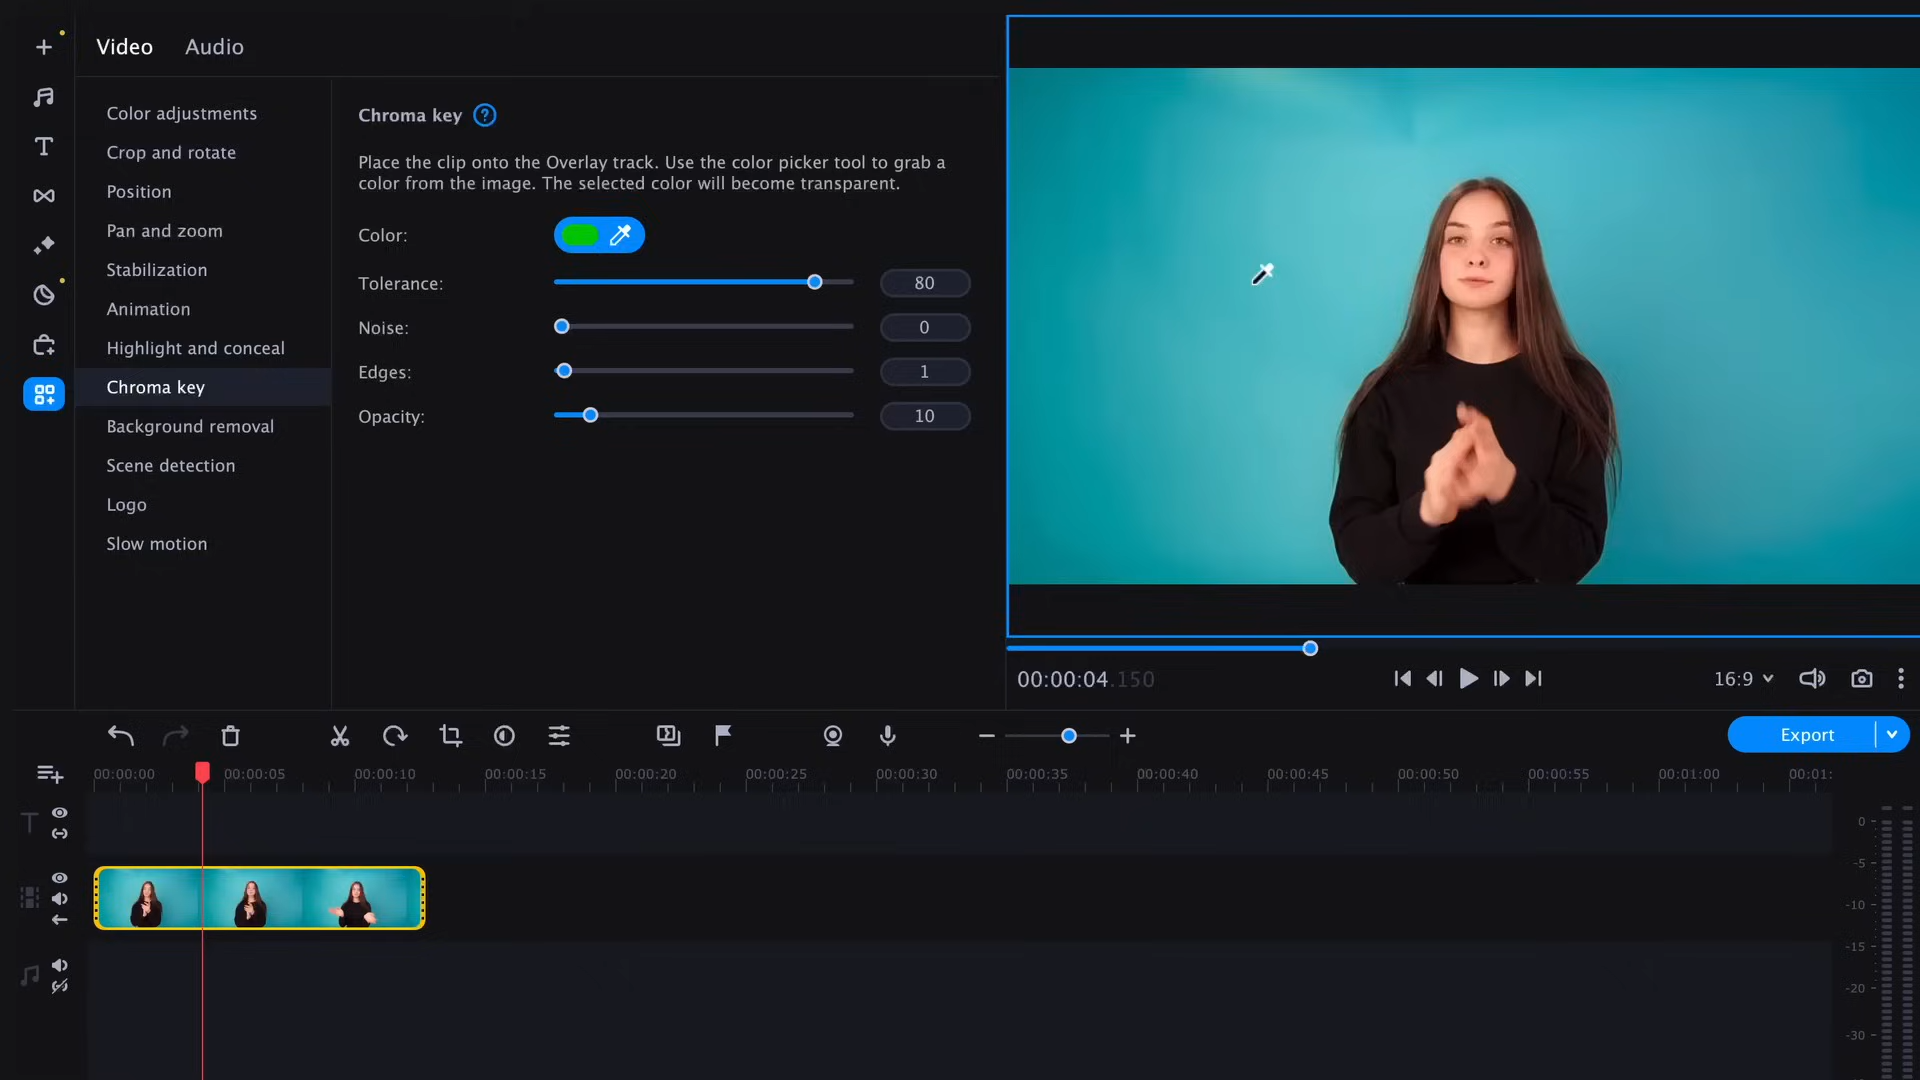 Video Audio
Color adjustments
Crop and rotate
Position
Pan and zoom
Stabilization
Animation
Highlight and conceal
Chroma key
Background removal
Scene detection
Logo
Slow motion
Chroma key ?
Place the clip onto the Overlay track. Use the color picker tool to grab a
color from the image. The selected color will become transparent.
Color:
Tolerance: 80
Noise: 0
Edges: 1
Opacity: 10
00:00:04.150
16:9
Export
00:00:00 00:00:05 00:00:10 00:00:15 00:00:20 00:00:25 00:00:30 00:00:35 00:00:40 00:00:45 00:00:50 00:00:55 00:01:00 00:01:
0
-5
-10
-15
-20
-30